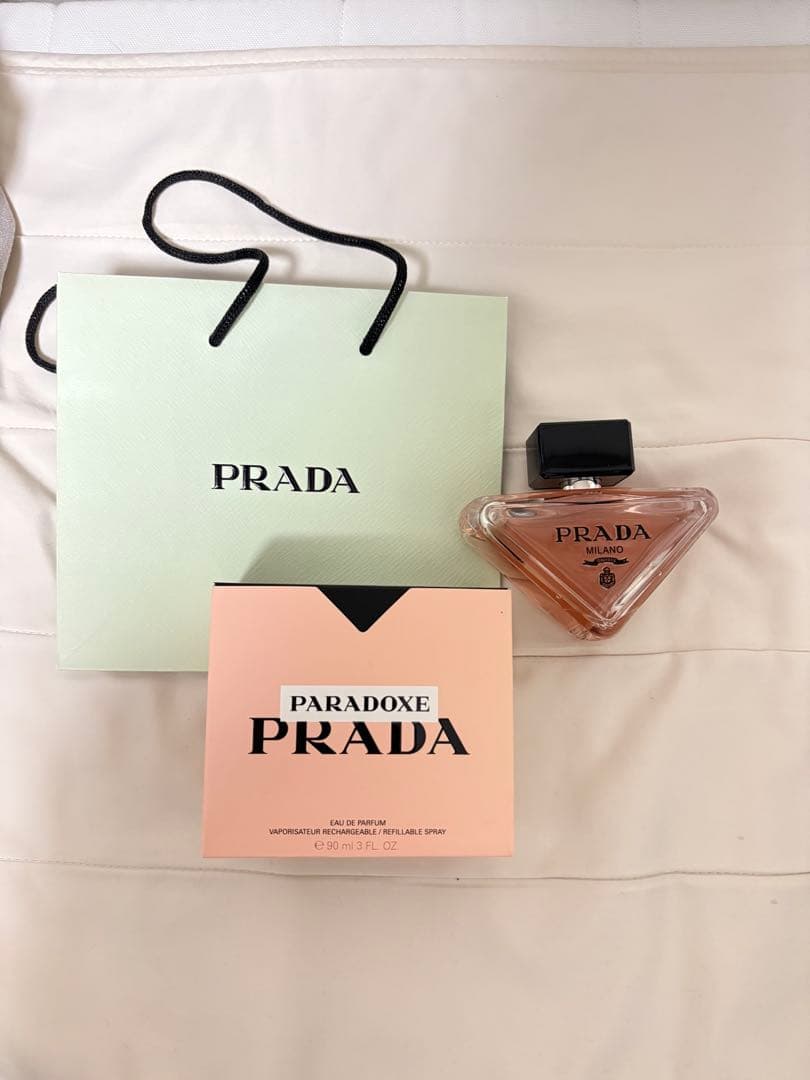 PRADA
PRADA
MILANO
PARADOXE
PRADA
EAU DE PARFUM
VAPORISATEUR RECHARGEABLE / REFILLABLE SPRAY
℮ 90 ml 3 FL. OZ